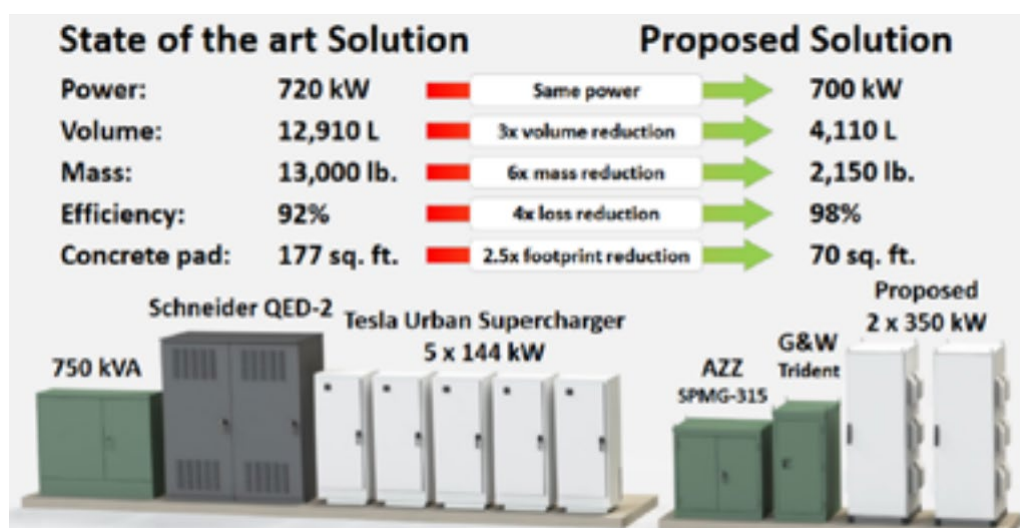 State of the art Solution Proposed Solution
Power: 720 kW Same power 700 kW
Volume: 12,910 L 3x volume reduction 4,110 L
Mass: 13,000 lb. 6x mass reduction 2,150 lb.
Efficiency: 92% 4x loss reduction 98%
Concrete pad: 177 sq. ft. 2.5x footprint reduction 70 sq. ft.
Schneider QED-2
Tesla Urban Supercharger
5 x 144 kW
750 kVA
Proposed
2 x 350 kW
G&W
Trident
AZZ
SPMG-315